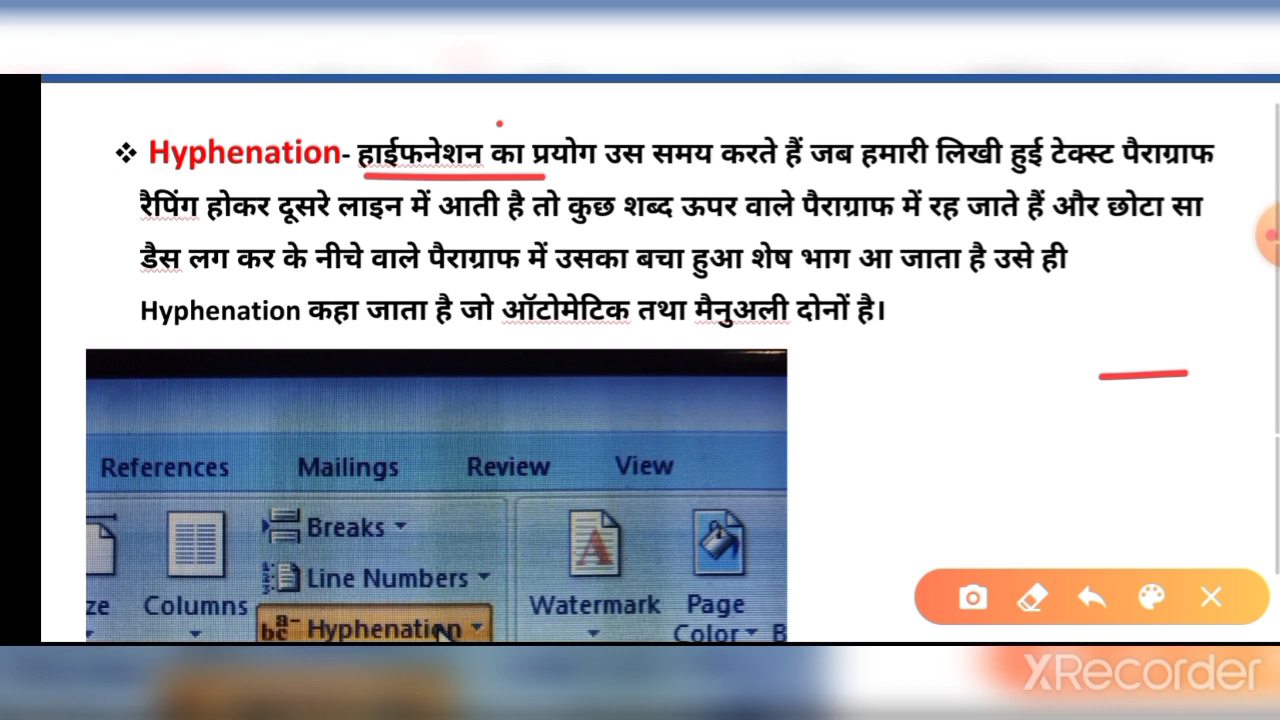 ❖ Hyphenation- हाईफनेशन का प्रयोग उस समय करते हैं जब हमारी लिखी हुई टेक्स्ट पैराग्राफ
रैपिंग होकर दूसरे लाइन में आती है तो कुछ शब्द ऊपर वाले पैराग्राफ में रह जाते हैं और छोटा सा
डैस लग कर के नीचे वाले पैराग्राफ में उसका बचा हुआ शेष भाग आ जाता है उसे ही
Hyphenation कहा जाता है जो ऑटोमेटिक तथा मैनुअली दोनों है।
References Mailings Review View
Breaks
Line Numbers
ze Columns Watermark Page
Hyphenation Color B
XRecorder